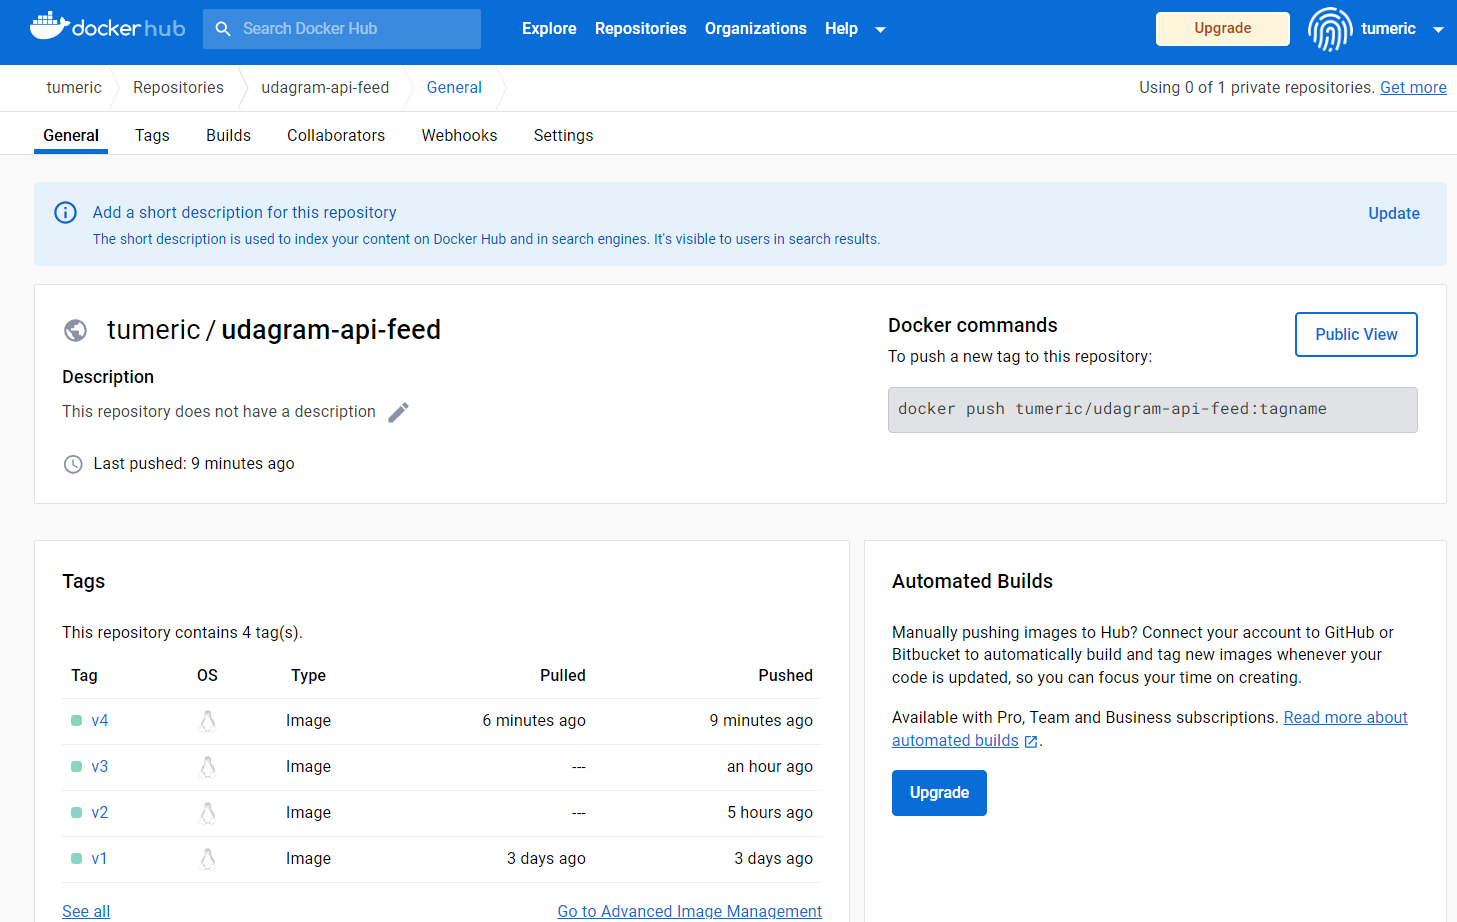 docker hub
Search Docker Hub
Explore Repositories Organizations Help
Upgrade
tumeric
tumeric Repositories udagram-api-feed General
Using 0 of 1 private repositories. Get more
General Tags Builds Collaborators Webhooks Settings
Add a short description for this repository
Update
The short description is used to index your content on Docker Hub and in search engines. It's visible to users in search results.
tumeric / udagram-api-feed
Description
This repository does not have a description
Last pushed: 9 minutes ago
Docker commands
Public View
To push a new tag to this repository:
docker push tumeric/udagram-api-feed:tagname
Tags
This repository contains 4 tag(s).
Tag OS Type Pulled Pushed
v4 Image 6 minutes ago 9 minutes ago
v3 Image --- an hour ago
v2 Image --- 5 hours ago
v1 Image 3 days ago 3 days ago
See all Go to Advanced Image Management
Automated Builds
Manually pushing images to Hub? Connect your account to GitHub or
Bitbucket to automatically build and tag new images whenever your
code is updated, so you can focus your time on creating.
Available with Pro, Team and Business subscriptions. Read more about
automated builds .
Upgrade